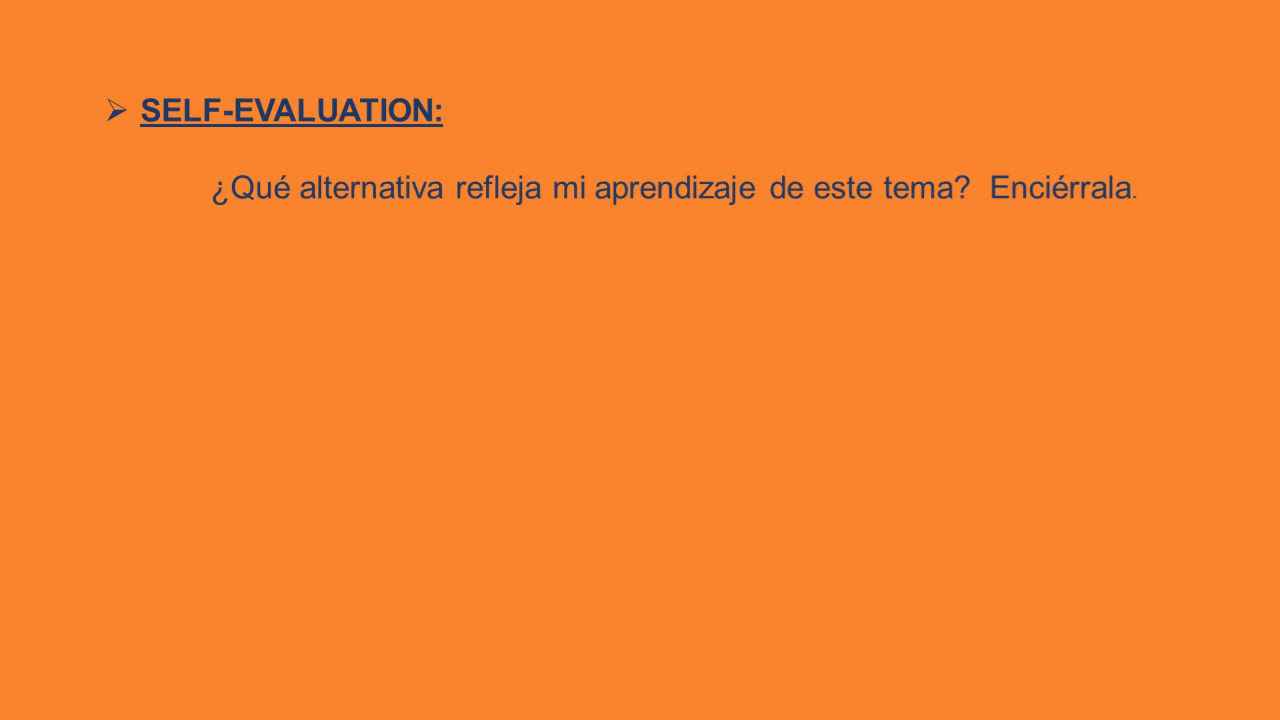 ➢ SELF-EVALUATION:
¿Qué alternativa refleja mi aprendizaje de este tema? Enciérrala.